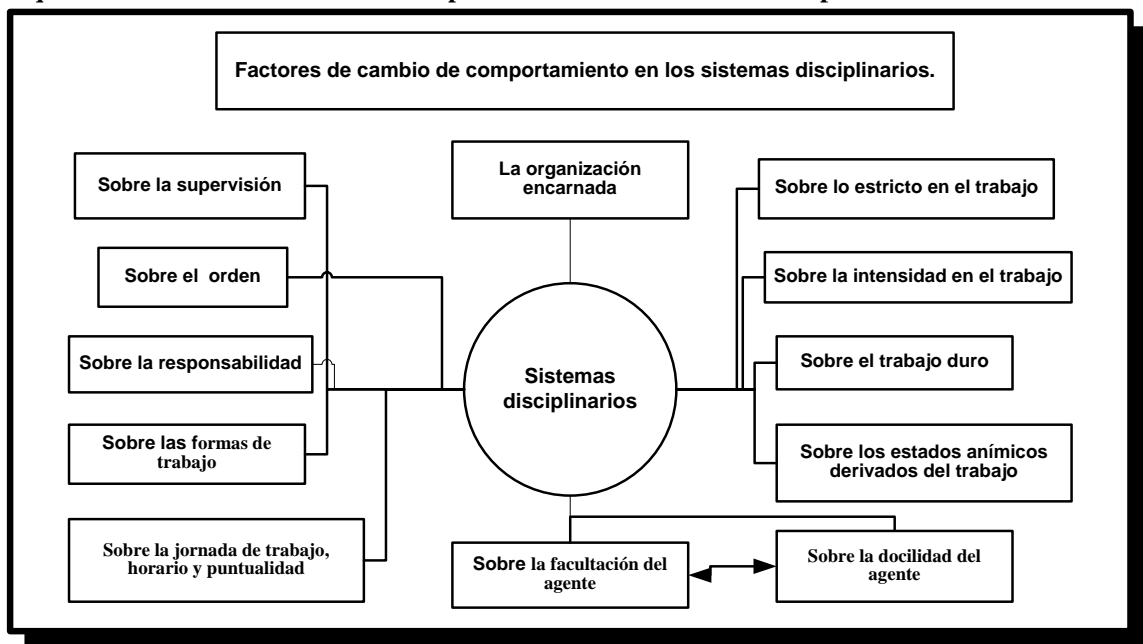 Factores de cambio de comportamiento en los sistemas disciplinarios.
La organización
encarnada
Sobre la supervisión
Sobre el orden
Sobre la responsabilidad
Sobre las formas de
trabajo
Sobre la jornada de trabajo,
horario y puntualidad
Sistemas
disciplinarios
Sobre lo estricto en el trabajo
Sobre la intensidad en el trabajo
Sobre el trabajo duro
Sobre los estados anímicos
derivados del trabajo
Sobre la facultación del
agente
Sobre la docilidad del
agente